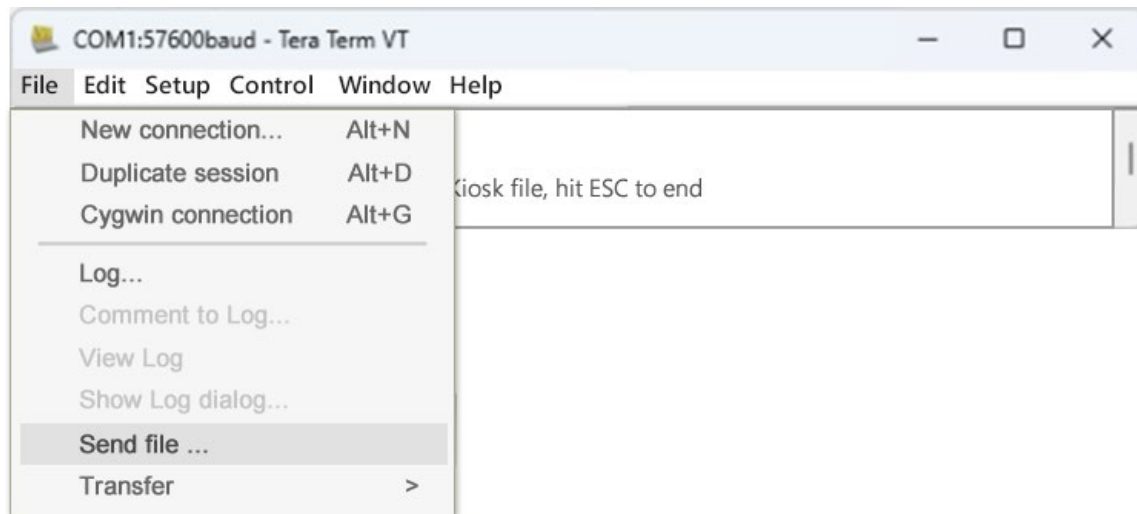 COM1:57600baud - Tera Term VT
File Edit Setup Control Window Help
New connection... Alt+N
Duplicate session Alt+D
Cygwin connection Alt+G
Kiosk file, hit ESC to end
Log...
Comment to Log...
View Log
Show Log dialog...
Send file ...
Transfer >